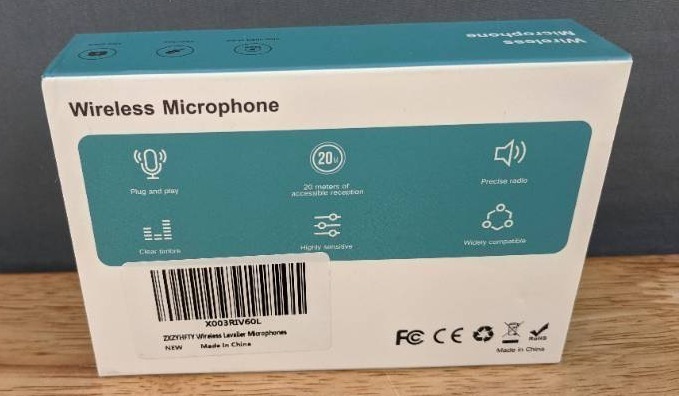 Wireless
Microphone
Wireless Microphone
Plug and play
20M
20 meters of
accessible reception
Precise radio
Clear timbre
Highly sensitive
Widely compatible
X003RIV60L
ZXZYHFTY Wireless Lavalier Microphones
NEW Made In China
FC CE RoHS
Made in China